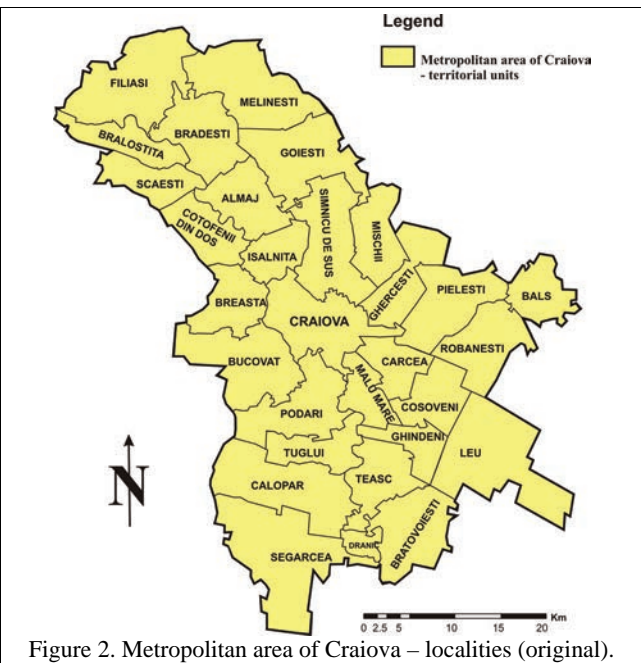 Legend
Metropolitan area of Craiova
- territorial units
FILIASI
MELINESTI
BRADESTI
BRALOSTITA
GOIESTI
SCAESTI
ALMAJ
SIMNICU DE SUS
MISCHII
COTOFENII
DIN DOS
ISALNITA
GHERCESTI
PIELESTI
BALS
BREASTA
CRAIOVA
ROBANESTI
BUCOVAT
CARCEA
MALU MARE
COSOVENI
PODARI
GHINDENI
LEU
TUGLUI
TEASC
CALOPAR
BRATOVOIESTI
DRANIC
SEGARCEA
N
Km
0 2.5 5 10 15 20
Figure 2. Metropolitan area of Craiova – localities (original).